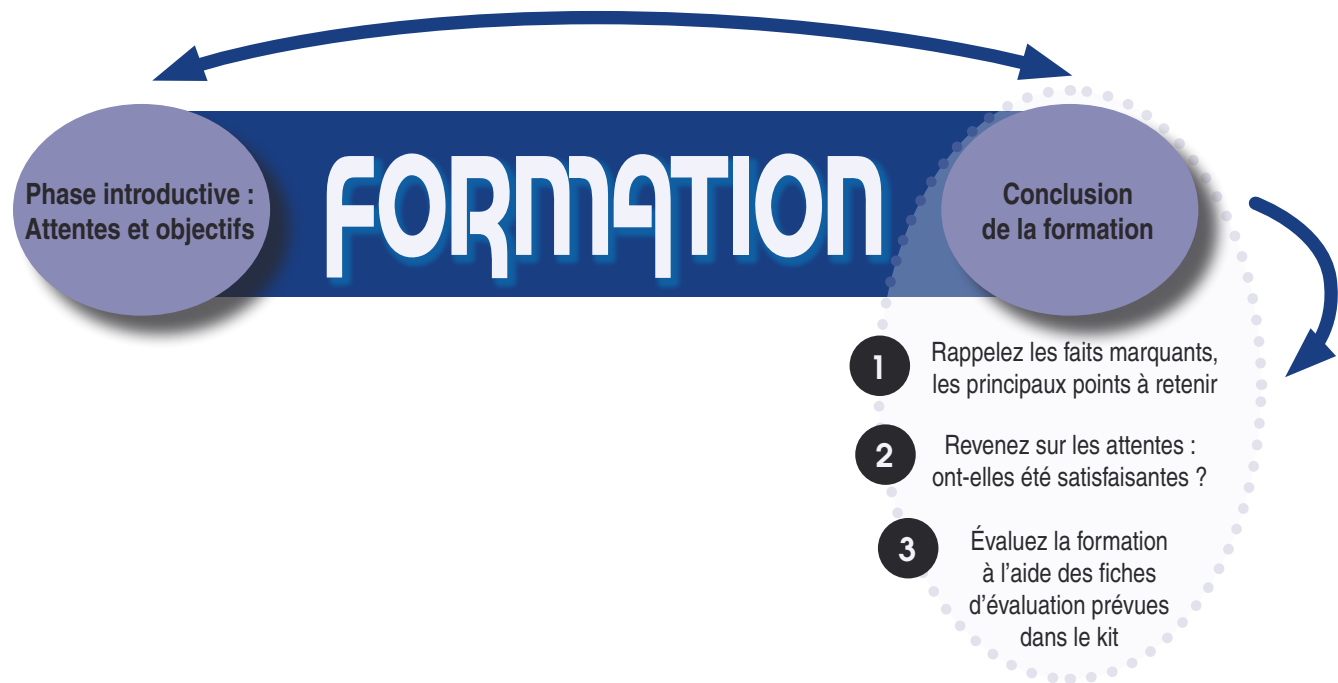 Phase introductive :
Attentes et objectifs
FORMATION
Conclusion
de la formation
1
Rappelez les faits marquants,
les principaux points à retenir
2
Revenez sur les attentes :
ont-elles été satisfaisantes ?
3
Évaluez la formation
à l’aide des fiches
d’évaluation prévues
dans le kit